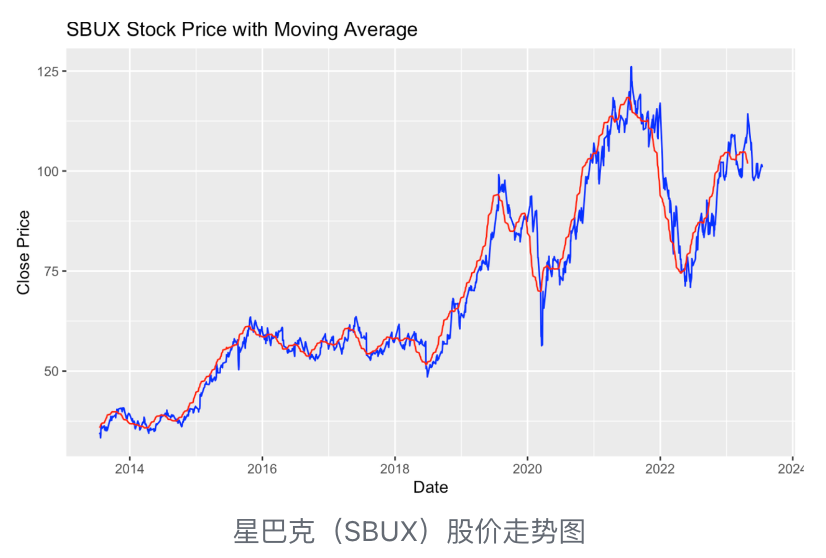 SBUX Stock Price with Moving Average
125
100
75
50
Close Price
2014
2016
2018
2020
2022
2024
Date
星巴克（SBUX）股价走势图